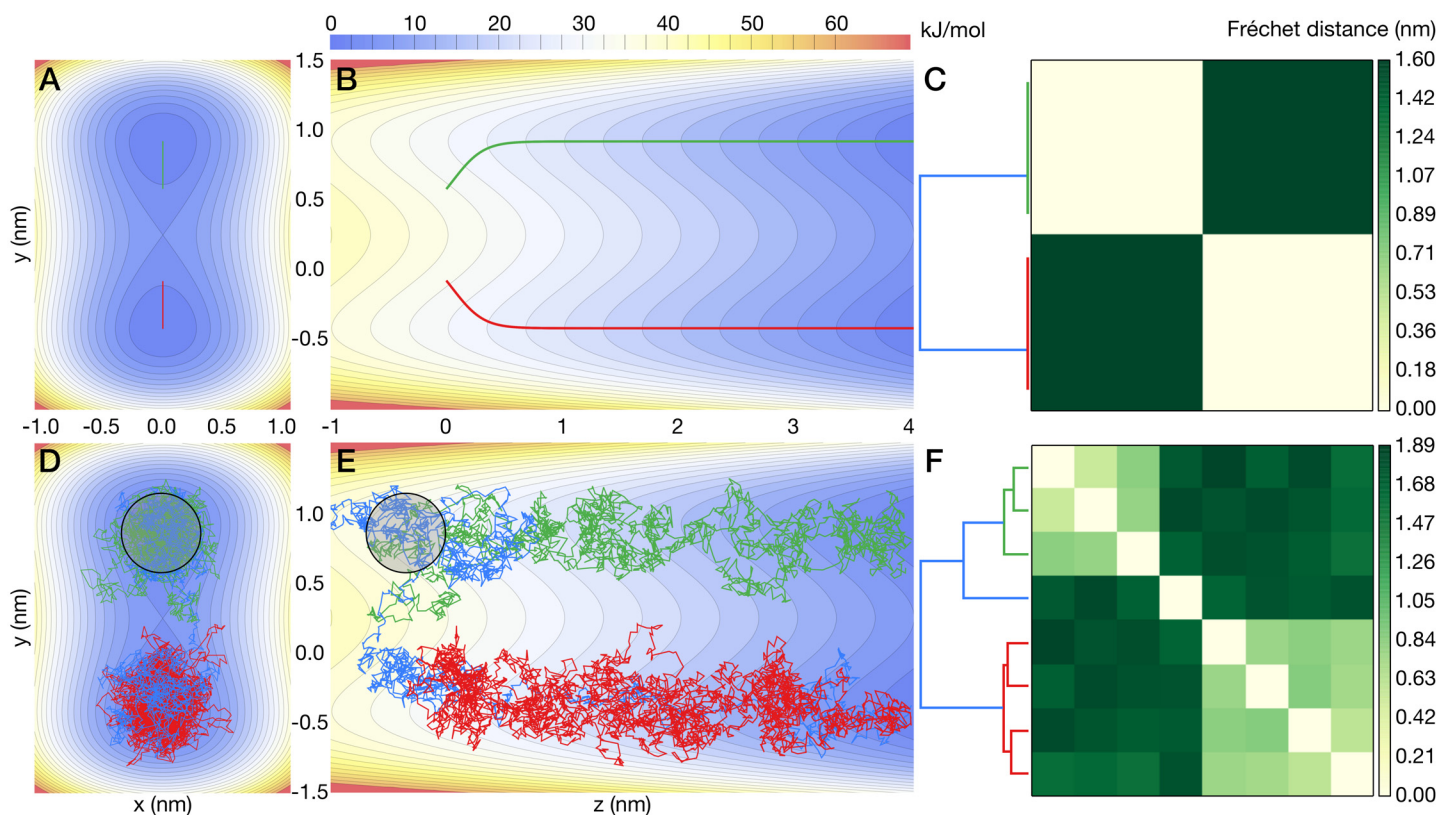 0 10 20 30 40 50 60 kJ/mol
Fréchet distance (nm)
A
B
C
1.5
1.0
0.5
0.0
-0.5
y (nm)
1.60
1.42
1.24
1.07
0.89
0.71
0.53
0.36
0.18
0.00
-1.0 -0.5 0.0 0.5 1.0
-1 0 1 2 3 4
D
E
F
1.0
0.5
0.0
-0.5
-1.5
y (nm)
x (nm)
z (nm)
1.89
1.68
1.47
1.26
1.05
0.84
0.63
0.42
0.21
0.00